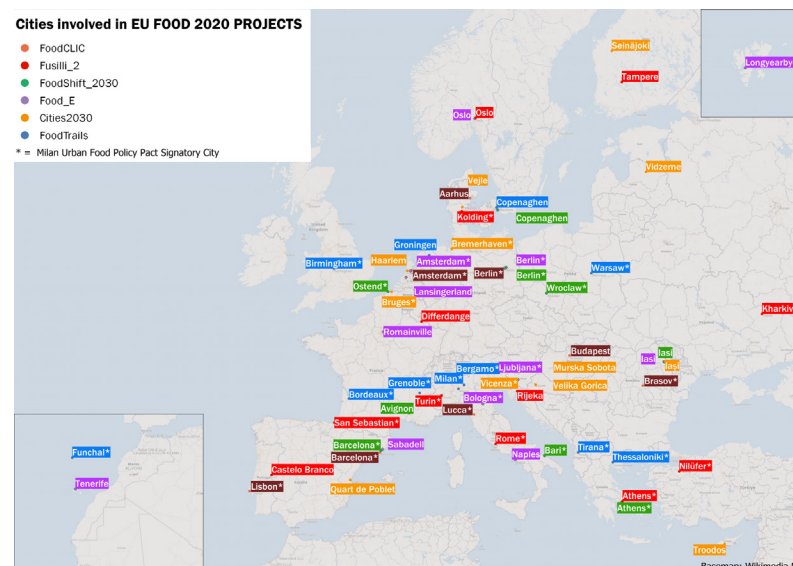 Cities involved in EU FOOD 2020 PROJECTS
FoodCLIC
Fusilli_2
FoodShift_2030
Food_E
Cities2030
FoodTrails
* = Milan Urban Food Policy Pact Signatory City
Seinäjoki
Longyearby
Tampere
Oslo
Oslo
Vidzeme
Vejle
Aarhus
Copenaghen
Kolding*
Copenaghen
Groningen
Bremerhaven*
Birmingham*
Haarlem
Amsterdam*
Berlin*
Warsaw*
Amsterdam*
Berlin*
Berlin*
Ostend*
Lansingerland
Wroclaw*
Bruges*
Kharkiv
Differdange
Romainville
Budapest
Iasi
Iasi
Iasi
Bergamo*
Ljubljana*
Murska Sobota
Milan*
Grenoble*
Vicenza*
Velika Gorica
Brasov*
Bordeaux*
Turin*
Bologna*
Rijeka
Avignon
Lucca*
San Sebastian*
Rome*
Barcelona*
Sabadell
Barcelona*
Naples
Bari*
Tirana*
Thessaloniki*
Nilüfer*
Funchal*
Castelo Branco
Tenerife
Lisbon*
Quart de Poblet
Athens*
Athens*
Troodos
Basemap: Wikimedia